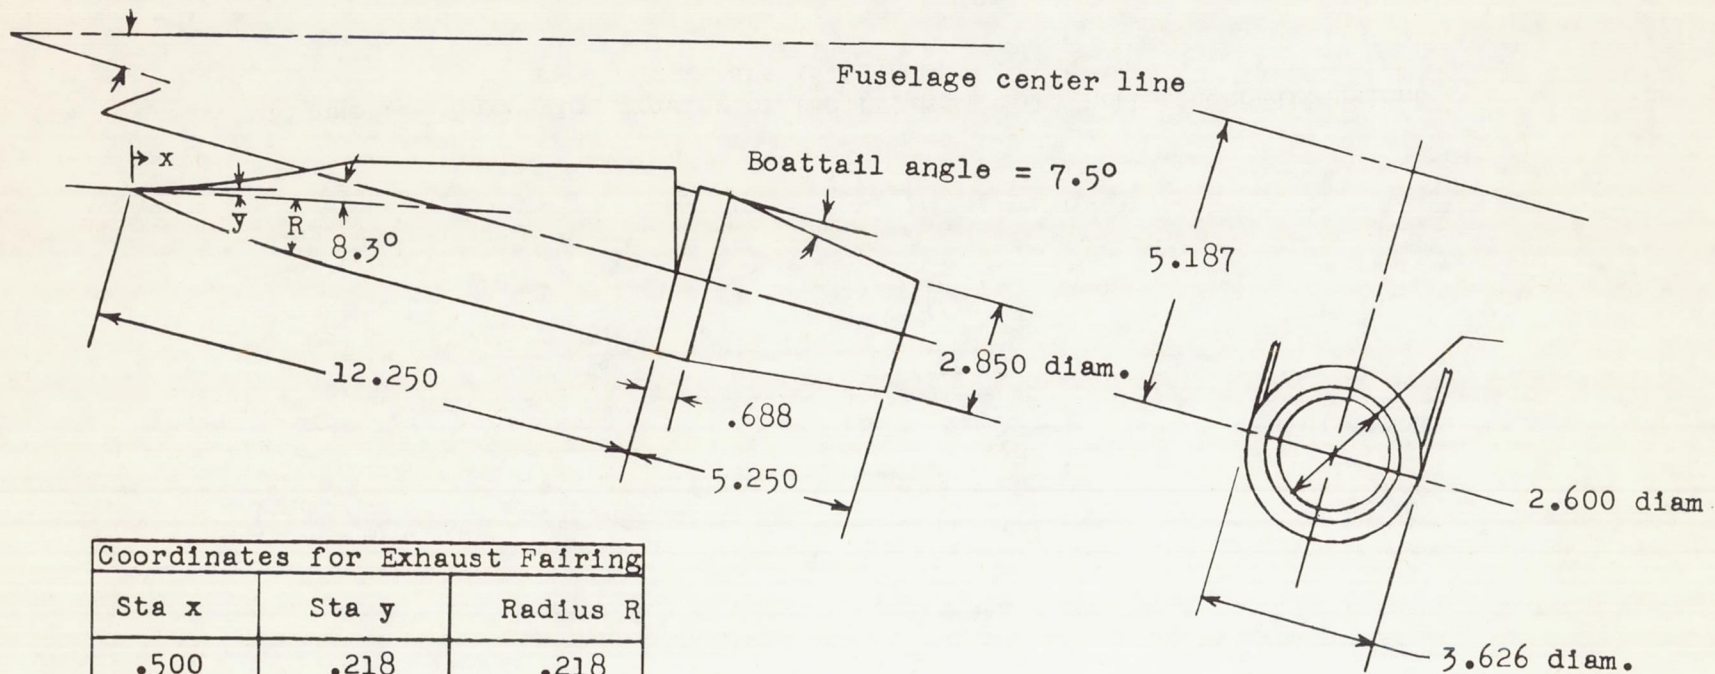 Fuselage center line
x
Boattail angle = 7.5°
y
R
8.3°
5.187
12.250
2.850 diam.
.688
5.250
2.600 diam
3.626 diam.
Coordinates for Exhaust Fairing
Sta x Sta y Radius R
.500 .218 .218